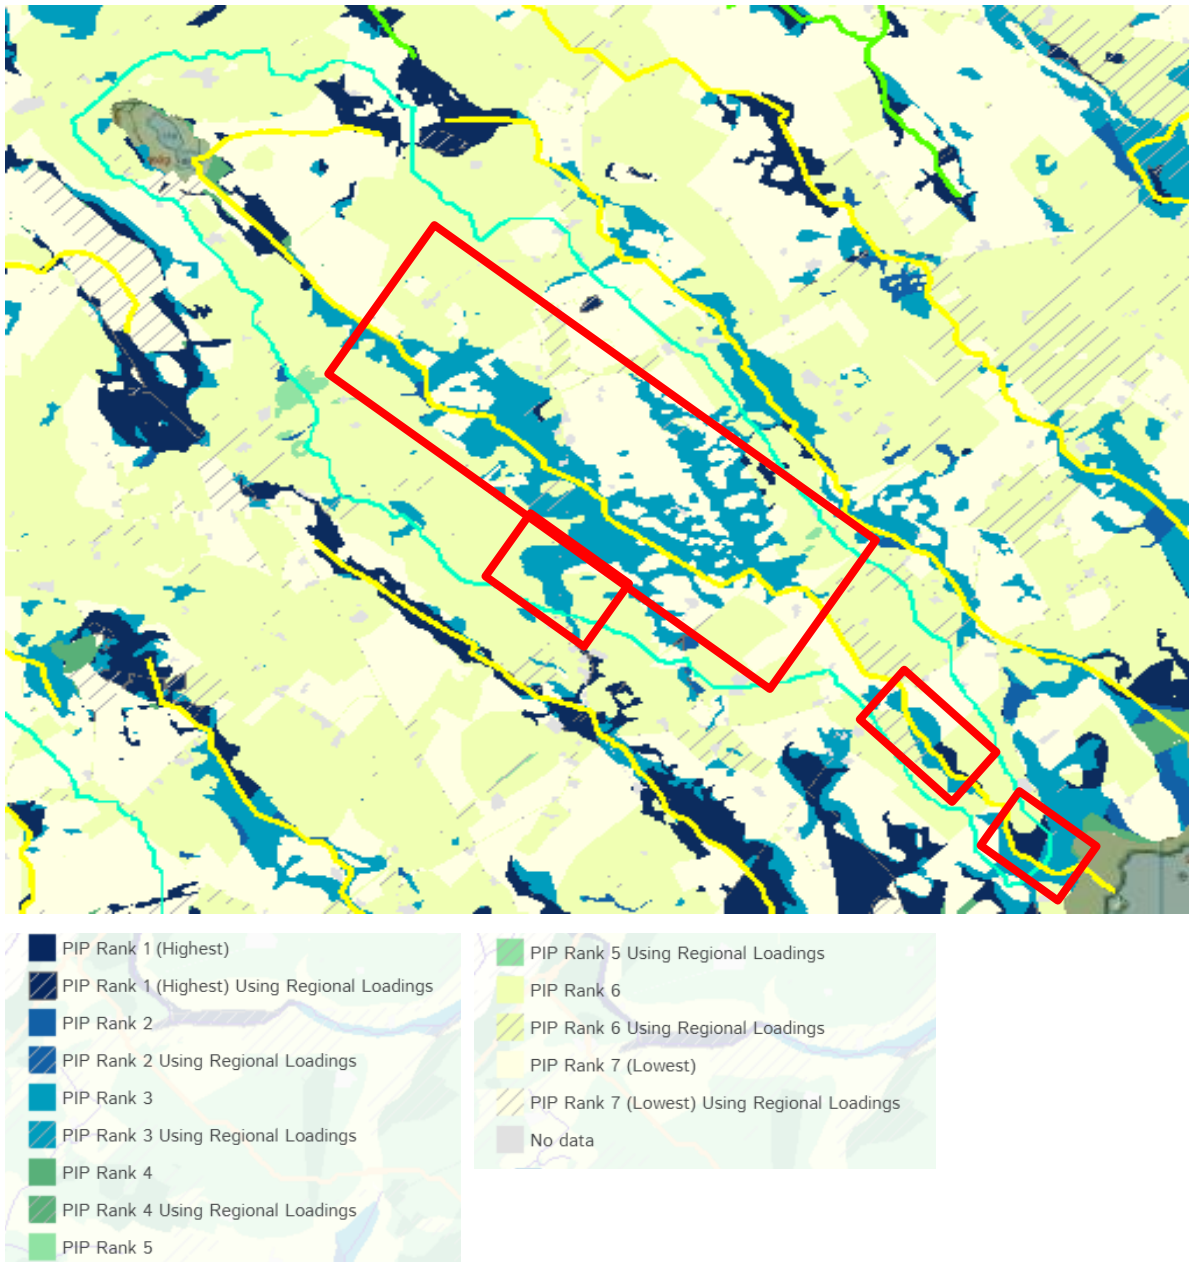 PIP Rank 1 (Highest)
PIP Rank 1 (Highest) Using Regional Loadings
PIP Rank 2
PIP Rank 2 Using Regional Loadings
PIP Rank 3
PIP Rank 3 Using Regional Loadings
PIP Rank 4
PIP Rank 4 Using Regional Loadings
PIP Rank 5
PIP Rank 5 Using Regional Loadings
PIP Rank 6
PIP Rank 6 Using Regional Loadings
PIP Rank 7 (Lowest)
PIP Rank 7 (Lowest) Using Regional Loadings
No data